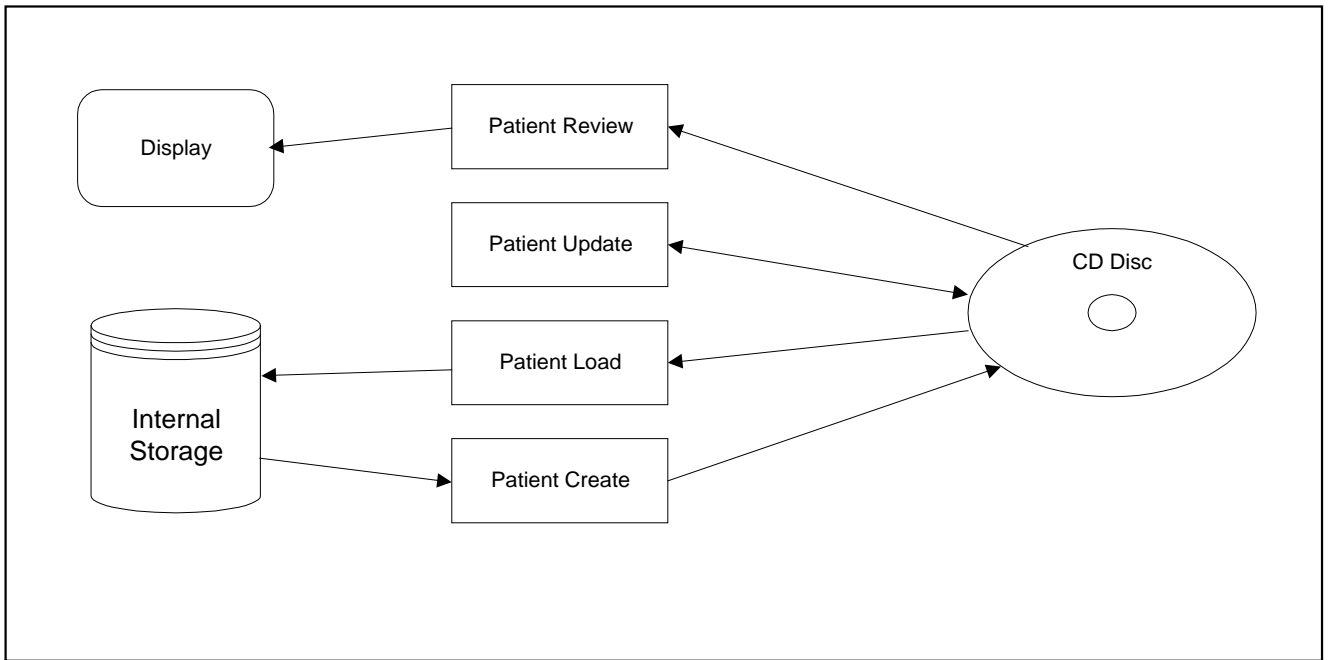 Display
Patient Review
Patient Update
CD Disc
Patient Load
Internal
Storage
Patient Create